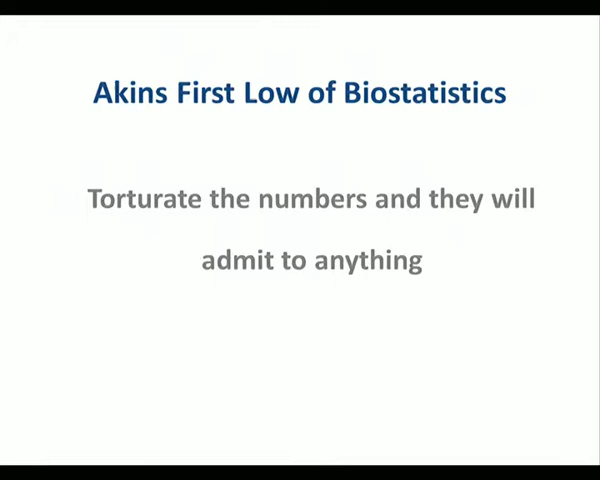 Akins First Low of Biostatistics
Torturate the numbers and they will
admit to anything